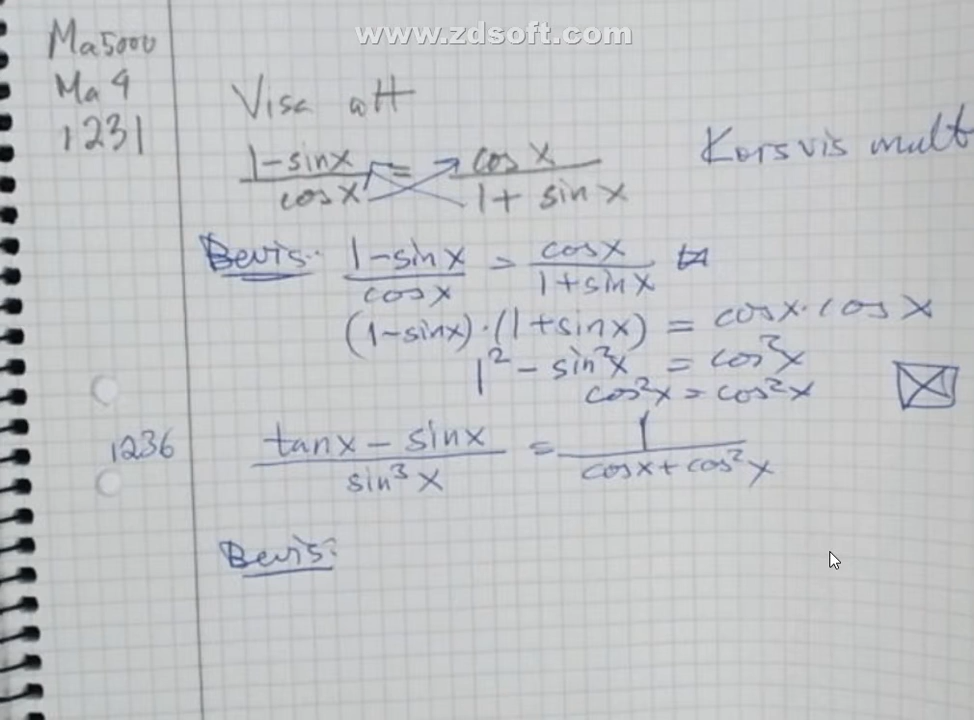 www.zdsoft.com
Ma5000
Ma 4
1231
Visa att
1-sinx / cosx = cosx / 1+ sinx
Korsvis mult
Bevis: 1-sinx / cosx = cosx / 1+sinx
(1-sinx)·(1+sinx) = cosx·cosx
1² - sin²x = cos²x
cos²x = cos²x
1236 tanx - sinx / sin³x = 1 / cosx + cos²x
Bevis: